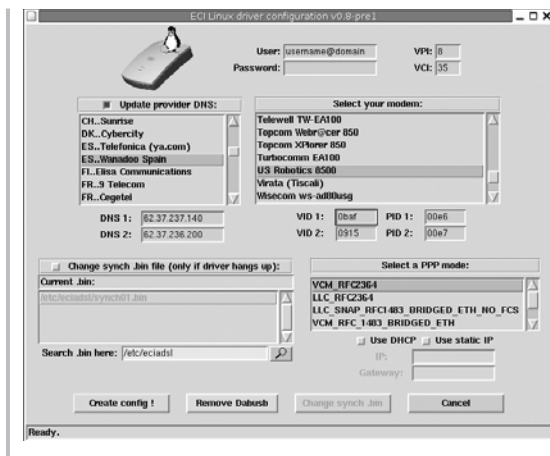 ECI Linux driver configuration v0.8-pre1
User: username@domain
VPI: 8
Password:
VCI: 35
Update provider DNS:
CH..Sunrise
DK..Cybercity
ES..Telefonica (ya.com)
ES..Wanadoo Spain
FI..Elisa Communications
FR..9 Telecom
FR..Cegetel
DNS 1: 62.37.237.140
DNS 2: 62.37.236.200
Select your modem:
Telewell TW-EA100
Topcom Webr@cer 850
Topcom XPlorer 850
Turbocomm EA100
US Robotics 8500
Virata (Tiscali)
Wisecom ws-ad80usg
VID 1: 0baf PID 1: 00e6
VID 2: 0915 PID 2: 00e7
Change synch .bin file (only if driver hangs up):
Current .bin:
/etc/eciadsl/synch01.bin
Search .bin here: /etc/eciadsl
Select a PPP mode:
VCM_RFC2364
LLC_RFC2364
LLC_SNAP_RFC1483_BRIDGED_ETH_NO_FCS
VCM_RFC_1483_BRIDGED_ETH
Use DHCP Use static IP
IP:
Gateway:
Create config ! Remove Dabusb Change synch .bin Cancel
Ready.